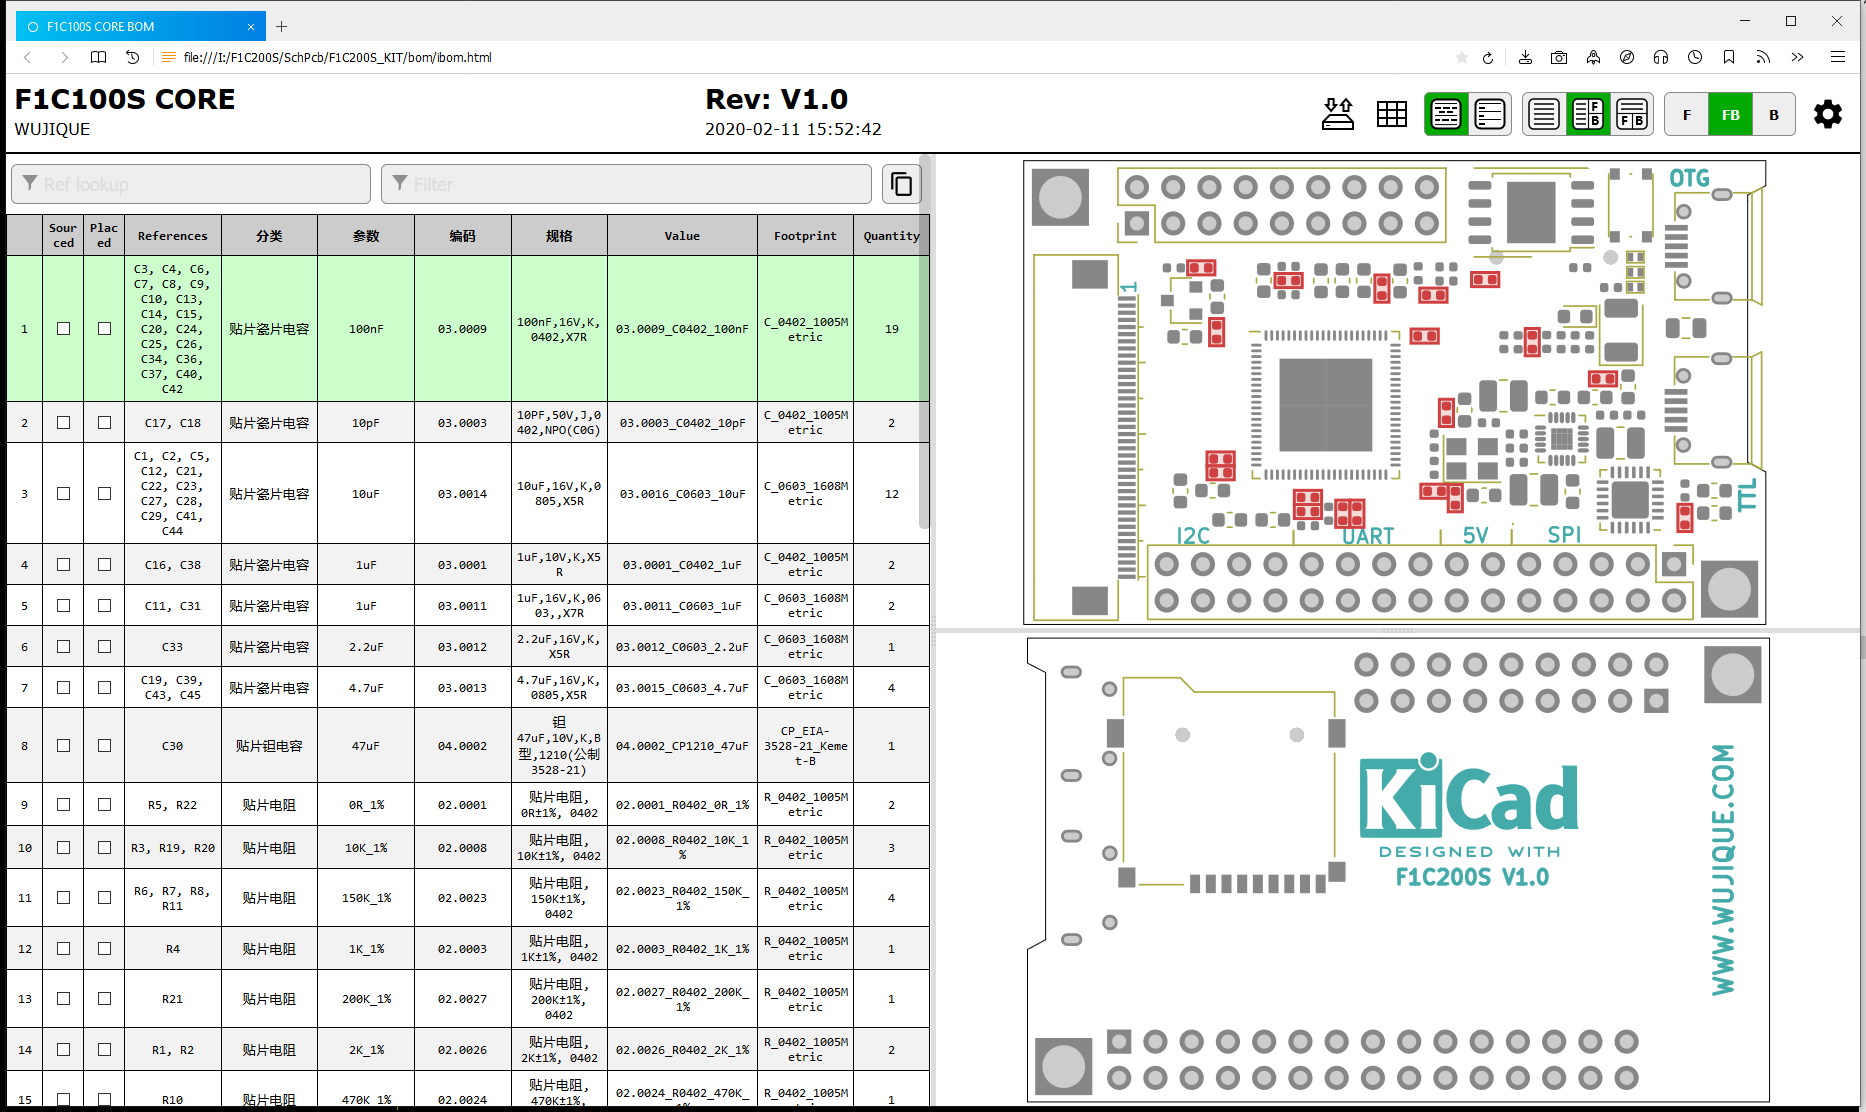 F1C100S CORE BOM
file:///I:/F1C200S/SchPcb/F1C200S_KIT/bom/ibom.html
F1C100S CORE
WUJIQUE
Rev: V1.0
2020-02-11 15:52:42
F
B
F B
F
FB
B
Ref lookup
Filter
Sourced Placed References 分类 参数 编码 规格 Value Footprint Quantity
1 C3, C4, C6, C7, C8, C9, C10, C13, C14, C15, C20, C24, C25, C26, C34, C36, C37, C40, C42 贴片瓷片电容 100nF 03.0009 100nF,16V,K,0402,X7R 03.0009_C0402_100nF C_0402_1005Metric 19
2 C17, C18 贴片瓷片电容 10pF 03.0003 10PF,50V,J,0402,NPO(C0G) 03.0003_C0402_10pF C_0402_1005Metric 2
3 C1, C2, C5, C12, C21, C22, C23, C27, C28, C29, C41, C44 贴片瓷片电容 10uF 03.0014 10uF,16V,K,0805,X5R 03.0016_C0603_10uF C_0603_1608Metric 12
4 C16, C38 贴片瓷片电容 1uF 03.0001 1uF,10V,K,X5R 03.0001_C0402_1uF C_0402_1005Metric 2
5 C11, C31 贴片瓷片电容 1uF 03.0011 1uF,16V,K,0603,,X7R 03.0011_C0603_1uF C_0603_1608Metric 2
6 C33 贴片瓷片电容 2.2uF 03.0012 2.2uF,16V,K,X5R 03.0012_C0603_2.2uF C_0603_1608Metric 1
7 C19, C39, C43, C45 贴片瓷片电容 4.7uF 03.0013 4.7uF,16V,K,0805,X5R 03.0015_C0603_4.7uF C_0603_1608Metric 4
8 C30 贴片钽电容 47uF 04.0002 钽47uF,10V,K,B型,1210(公制3528-21) 04.0002_CP1210_47uF CP_EIA-3528-21_Kemet-B 1
9 R5, R22 贴片电阻 0R_1% 02.0001 贴片电阻, 0R±1%, 0402 02.0001_R0402_0R_1% R_0402_1005Metric 2
10 R3, R19, R20 贴片电阻 10K_1% 02.0008 贴片电阻, 10K±1%, 0402 02.0008_R0402_10K_1% R_0402_1005Metric 3
11 R6, R7, R8, R11 贴片电阻 150K_1% 02.0023 贴片电阻, 150K±1%, 0402 02.0023_R0402_150K_1% R_0402_1005Metric 4
12 R4 贴片电阻 1K_1% 02.0003 贴片电阻, 1K±1%, 0402 02.0003_R0402_1K_1% R_0402_1005Metric 1
13 R21 贴片电阻 200K_1% 02.0027 贴片电阻, 200K±1%, 0402 02.0027_R0402_200K_1% R_0402_1005Metric 1
14 R1, R2 贴片电阻 2K_1% 02.0026 贴片电阻, 2K±1%, 0402 02.0026_R0402_2K_1% R_0402_1005Metric 2
15 R10 贴片电阻 470K_1% 02.0024 贴片电阻, 470K±1%, 02.0024_R0402_470K_1% R_0402_1005Metric 1
OTG
1
TTL
I2C
UART
5V
SPI
KiCad
DESIGNED WITH
F1C200S V1.0
WWW.WUJIQUE.COM